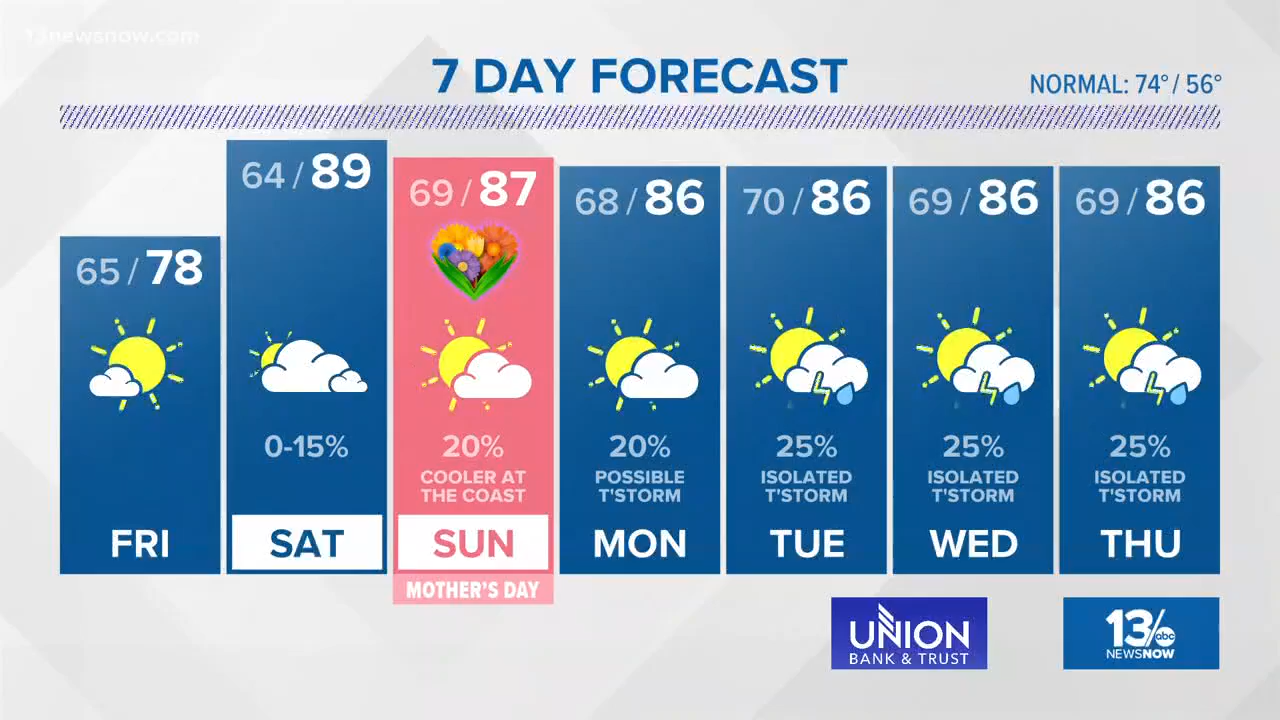 13newsnow.com
7 DAY FORECAST
NORMAL: 74°/ 56°
65 / 78
FRI
64 / 89
0-15%
SAT
69 / 87
20%
COOLER AT
THE COAST
SUN
MOTHER'S DAY
68 / 86
20%
POSSIBLE
T'STORM
MON
70 / 86
25%
ISOLATED
T'STORM
TUE
69 / 86
25%
ISOLATED
T'STORM
WED
69 / 86
25%
ISOLATED
T'STORM
THU
UNION
BANK & TRUST
13/ abc
NEWSNOW